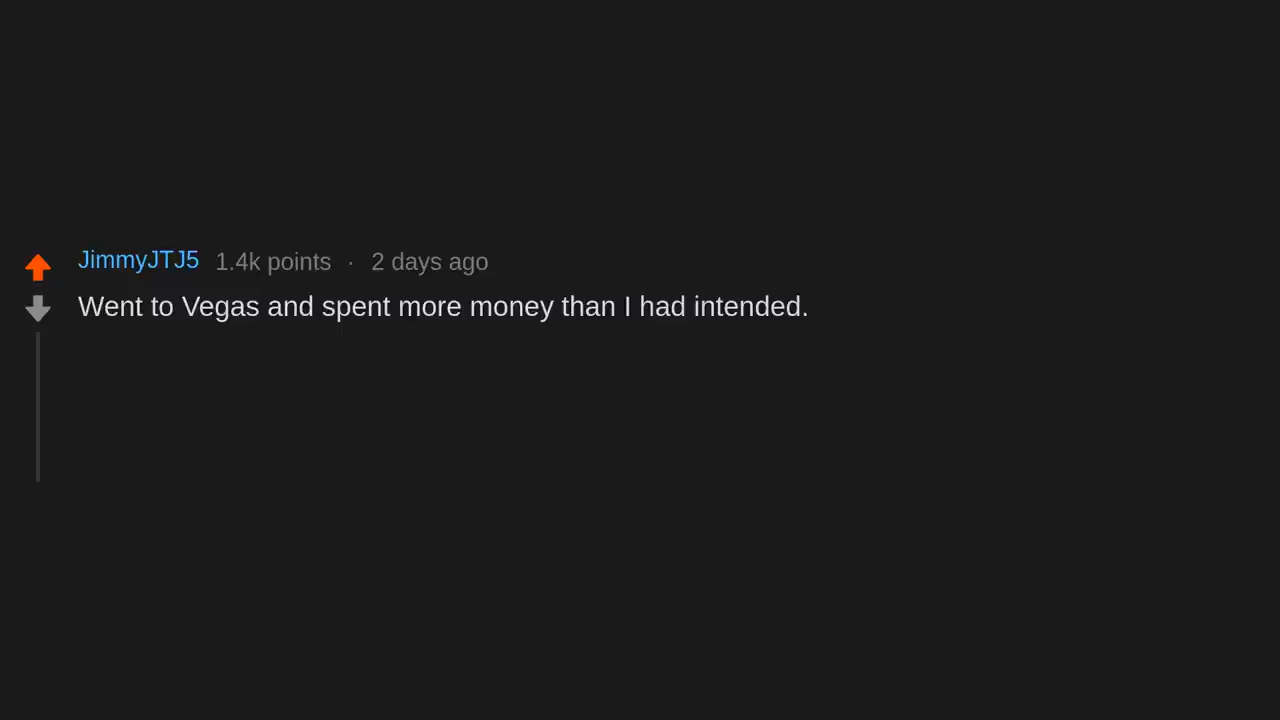 JimmyJTJ5 1.4k points · 2 days ago
Went to Vegas and spent more money than I had intended.